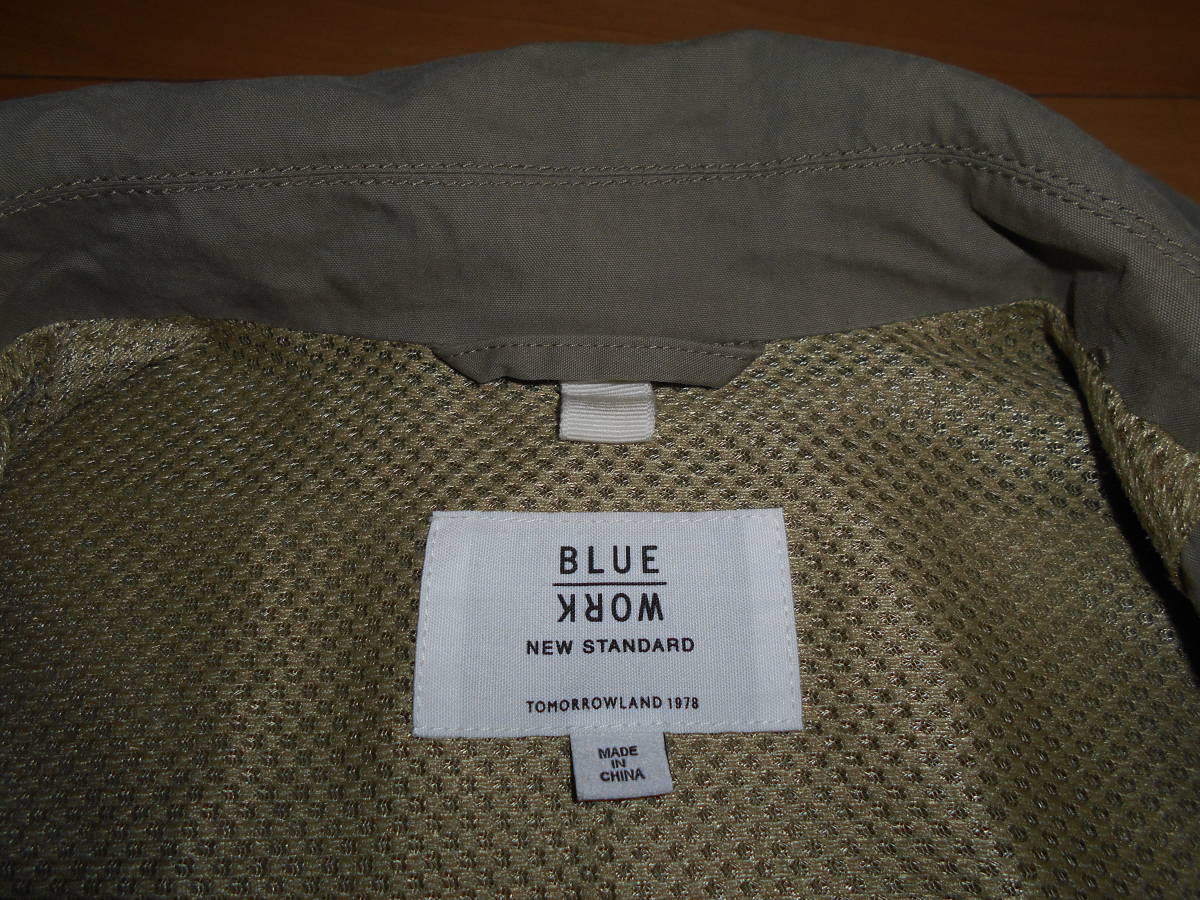 BLUE
WORK
NEW STANDARD
TOMORROWLAND 1978
MADE
IN
CHINA